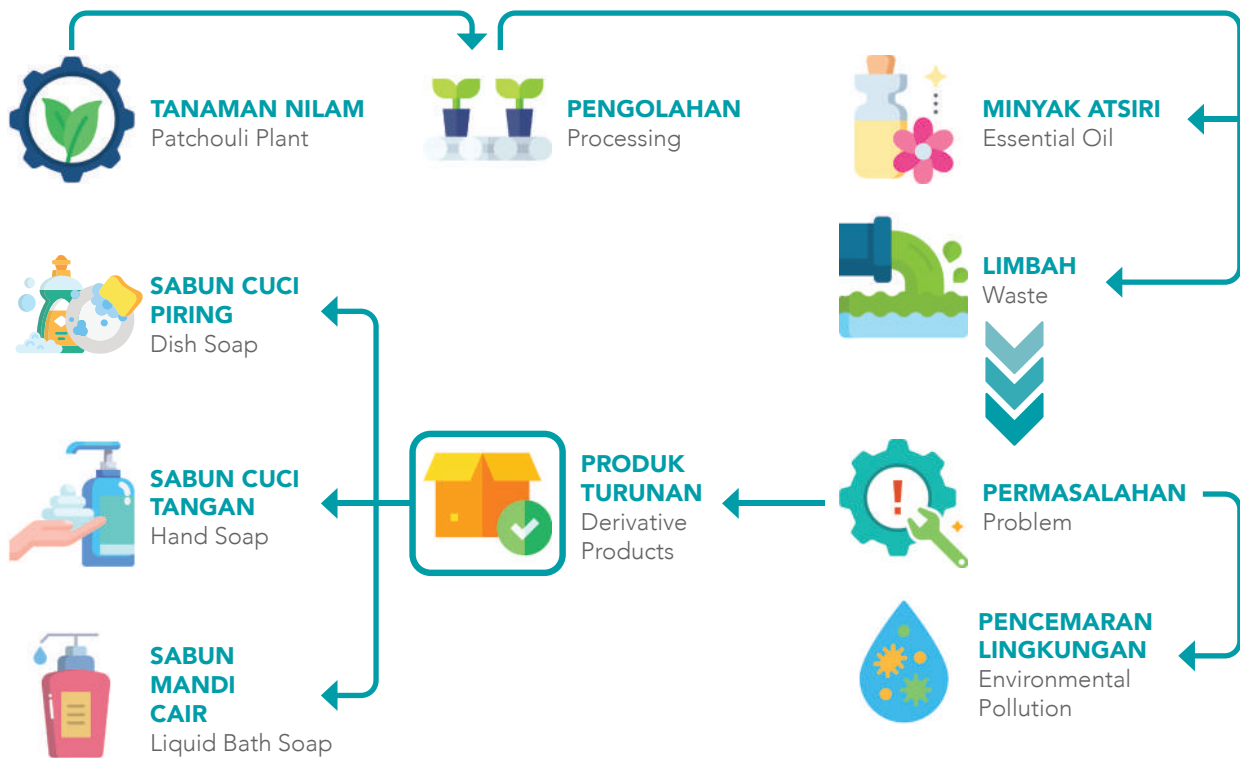 TANAMAN NILAM
Patchouli Plant
PENGOLAHAN
Processing
MINYAK ATSIRI
Essential Oil
LIMBAH
Waste
SABUN CUCI
PIRING
Dish Soap
SABUN CUCI
TANGAN
Hand Soap
PRODUK
TURUNAN
Derivative
Products
PERMASALAHAN
Problem
SABUN
MANDI
CAIR
Liquid Bath Soap
PENCEMARAN
LINGKUNGAN
Environmental
Pollution